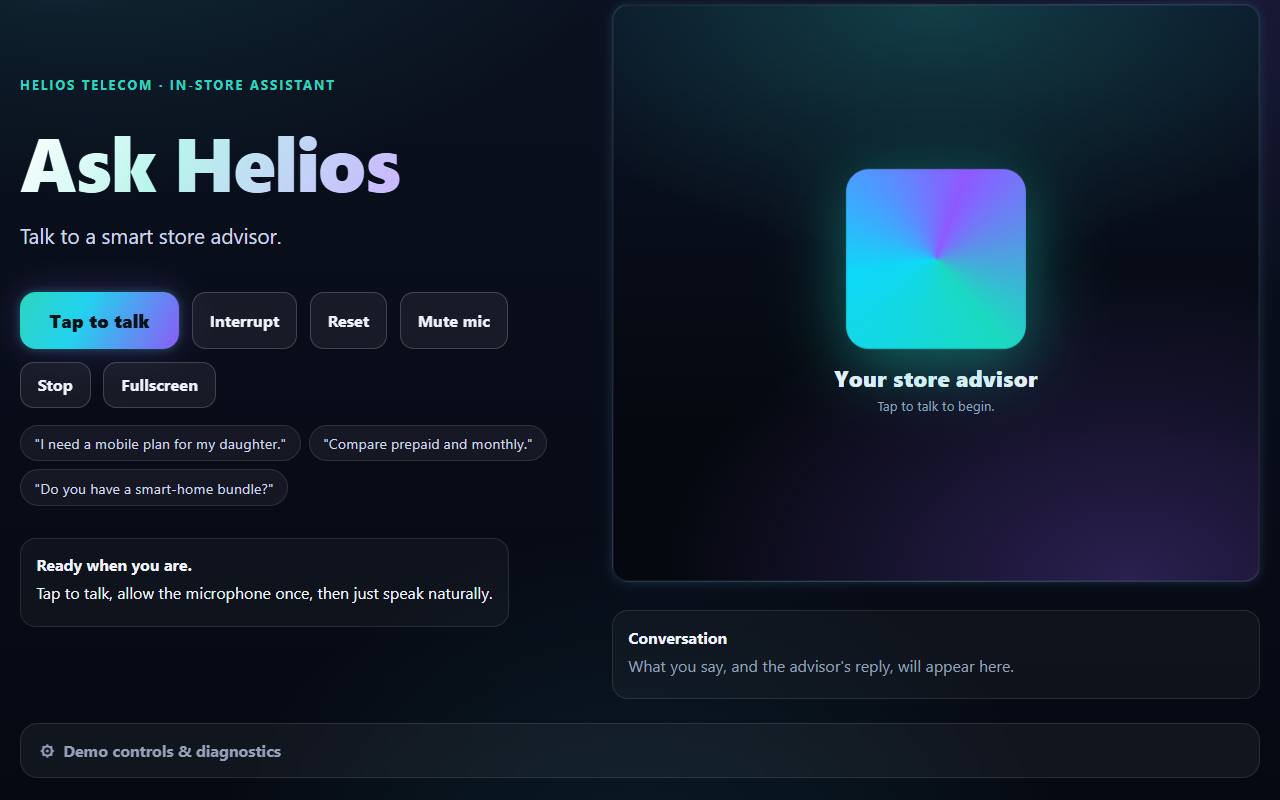 HELIOS TELECOM · IN-STORE ASSISTANT
Ask Helios
Talk to a smart store advisor.
Tap to talk
Interrupt
Reset
Mute mic
Stop
Fullscreen
"I need a mobile plan for my daughter."
"Compare prepaid and monthly."
"Do you have a smart-home bundle?"
Ready when you are.
Tap to talk, allow the microphone once, then just speak naturally.
Your store advisor
Tap to talk to begin.
Conversation
What you say, and the advisor's reply, will appear here.
⚙ Demo controls & diagnostics